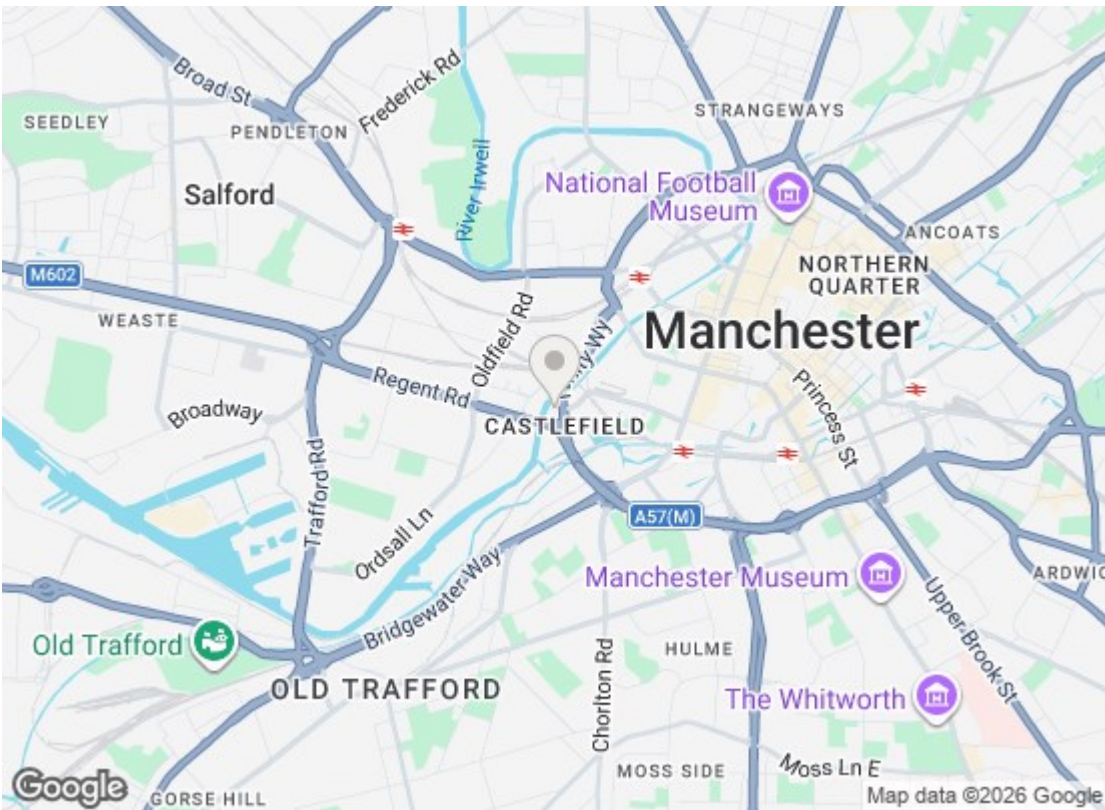 Broad St
Frederick Rd
STRANGEWAYS
SEEDLEY
PENDLETON
National Football
Museum
Salford
River Irwell
ANCOATS
NORTHERN
QUARTER
M602
WEASTE
Oldfield Rd
Manchester
Regent Rd
Princess St
Broadway
CASTLEFIELD
Trafford Rd
A57(M)
Ordsall Ln
Manchester Museum
ARDWIC
Bridgewater Way
Upper Brook St
Old Trafford
HULME
OLD TRAFFORD
Chorlton Rd
The Whitworth
MOSS SIDE
Moss Ln E
Google
GORSE HILL
Map data ©2026 Google